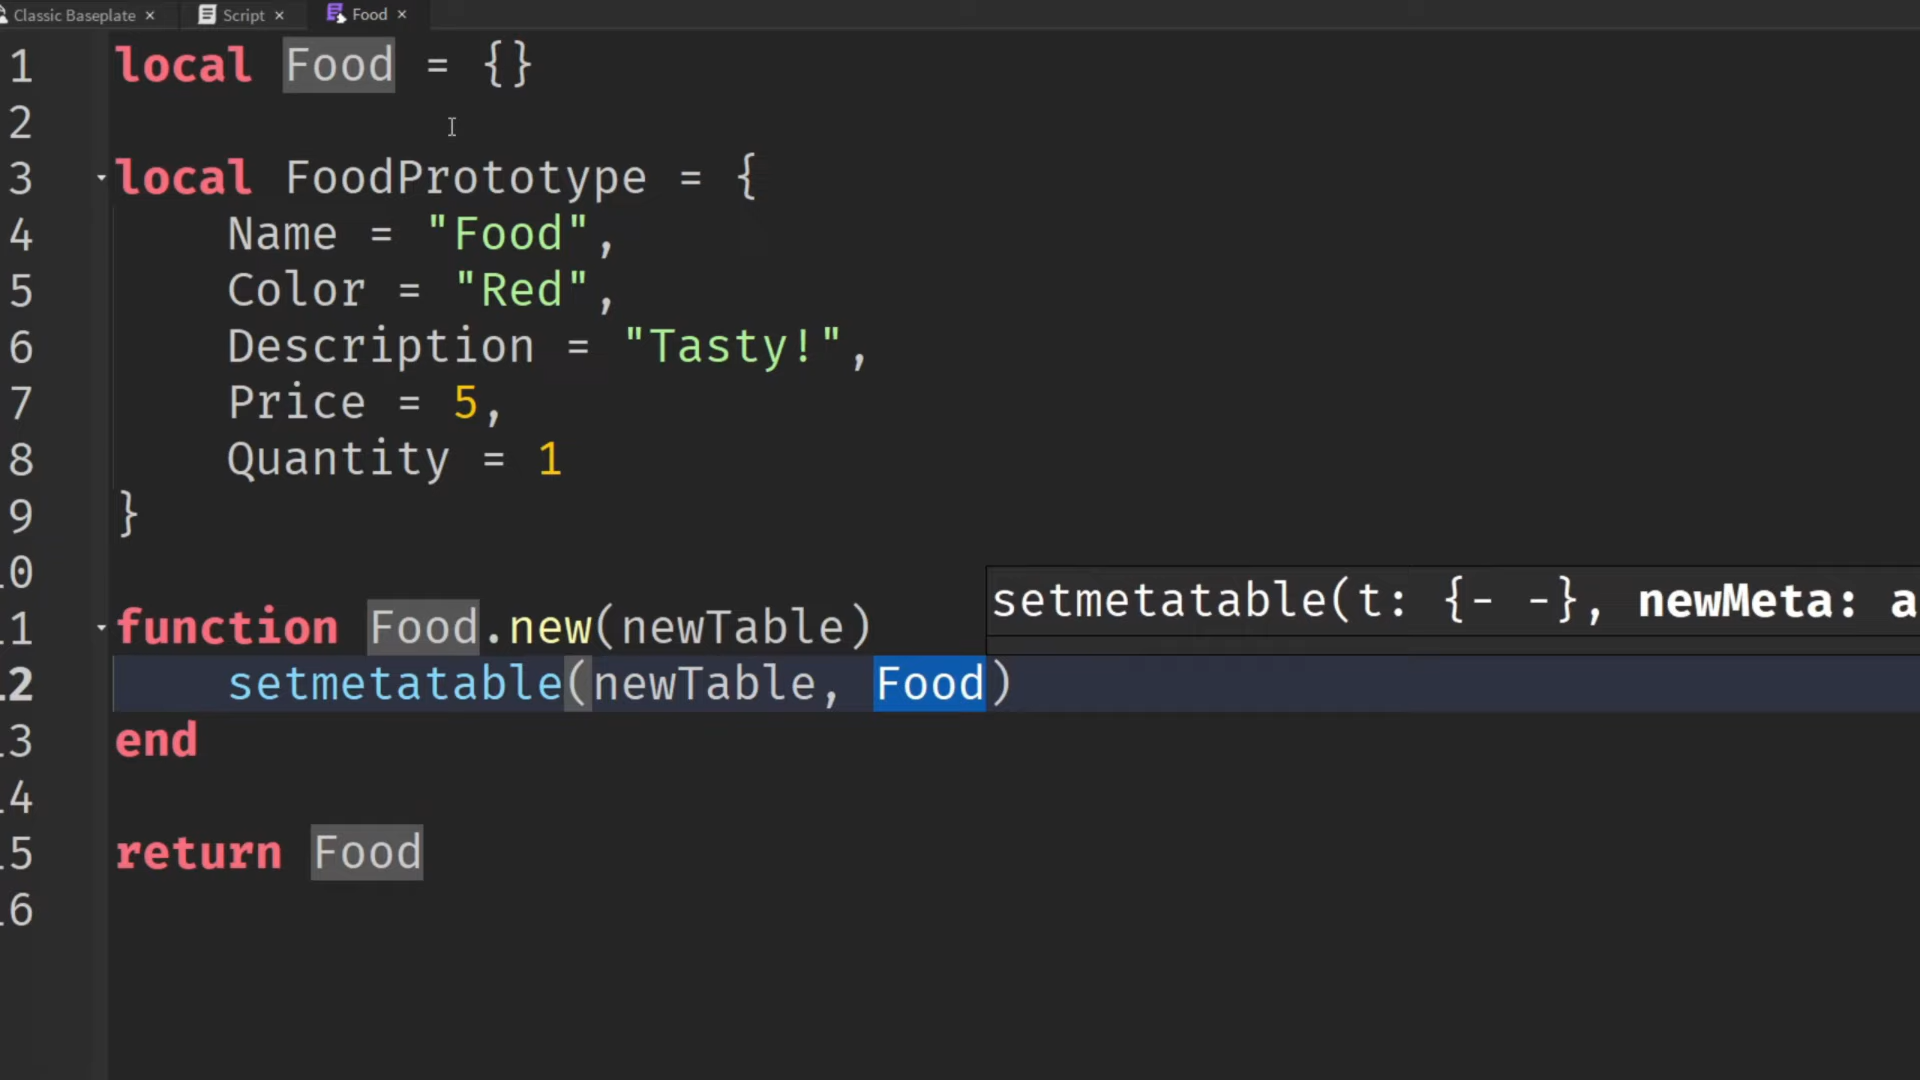 Classic Baseplate × Script × Food ×
1 local Food = {}
2
3 local FoodPrototype = {
4 Name = "Food",
5 Color = "Red",
6 Description = "Tasty!",
7 Price = 5,
8 Quantity = 1
9 }
0
setmetatable(t: {- -}, newMeta: a
1 function Food.new(newTable)
2 setmetatable(newTable, Food)
3 end
4
5 return Food
6